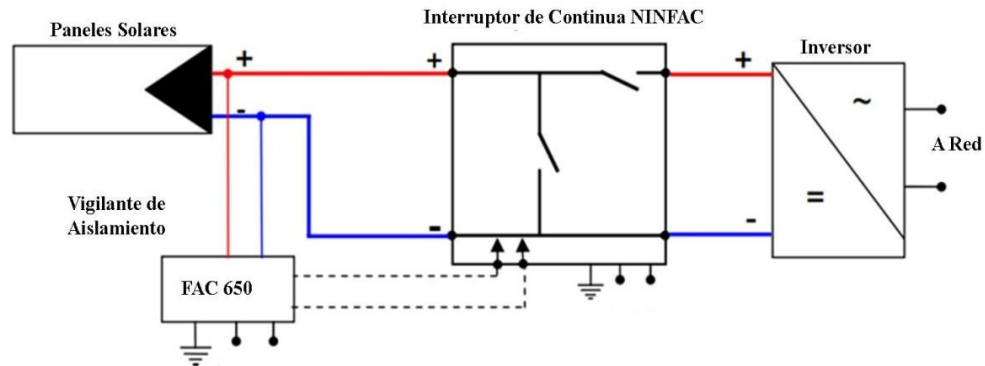 Interruptor de Continua NINFAC
Paneles Solares
Inversor
+
+
+
-
~
A Red
Vigilante de
Aislamiento
=
-
-
FAC 650